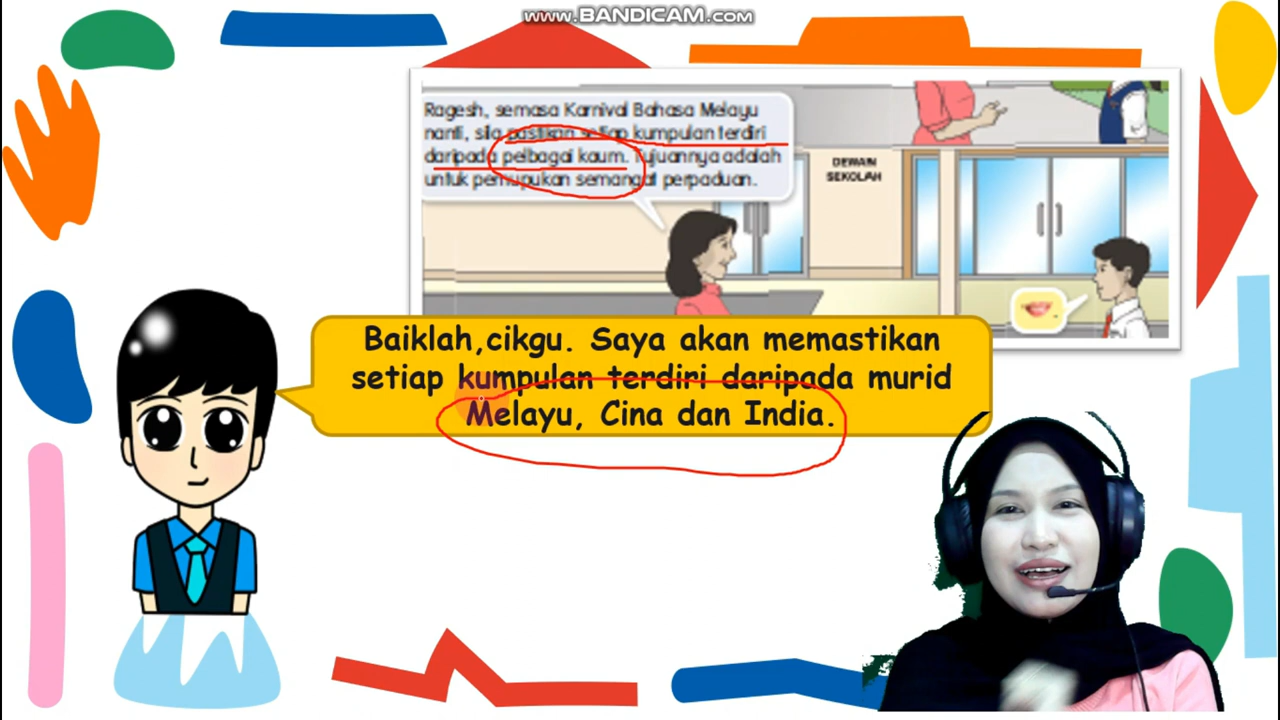 www.BANDICAM.com
Ragesh, semasa Karnival Bahasa Melayu
nanti, sila pastikan setiap kumpulan terdiri
daripada pelbagai kaum. Tujuannya adalah
untuk pemupukan semangat perpaduan.
DEWAN
SEKOLAH
Baiklah,cikgu. Saya akan memastikan
setiap kumpulan terdiri daripada murid
Melayu, Cina dan India.